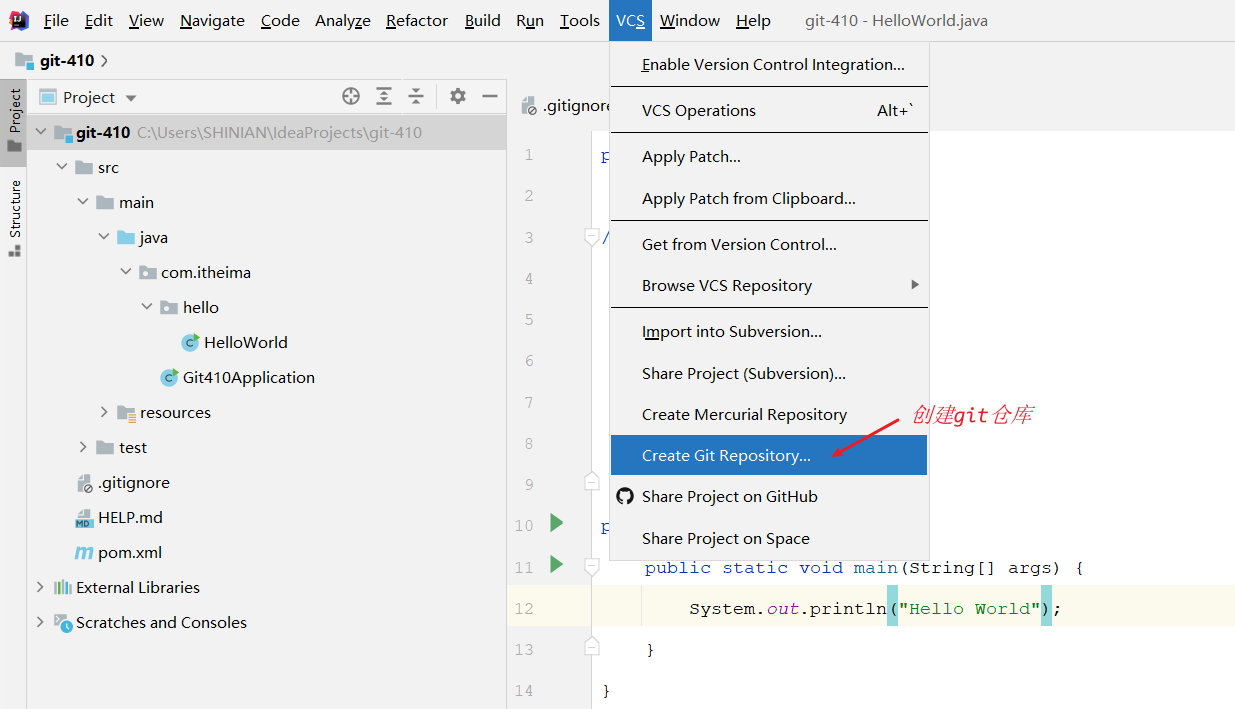 File Edit View Navigate Code Analyze Refactor Build Run Tools VCS Window Help git-410 - HelloWorld.java
git-410
Project
Structure
Project
git-410 C:\Users\SHINIAN\IdeaProjects\git-410
src
main
java
com.itheima
hello
HelloWorld
Git410Application
resources
test
.gitignore
HELP.md
pom.xml
External Libraries
Scratches and Consoles
Enable Version Control Integration...
VCS Operations Alt+`
Apply Patch...
Apply Patch from Clipboard...
Get from Version Control...
Browse VCS Repository
Import into Subversion...
Share Project (Subversion)...
Create Mercurial Repository
Create Git Repository...
Share Project on GitHub
Share Project on Space
创建git仓库
.gitignore
1 p
2
3 /
4
5
6
7
8
9
10 p
11 public static void main(String[] args) {
12 System.out.println("Hello World");
13 }
14 }